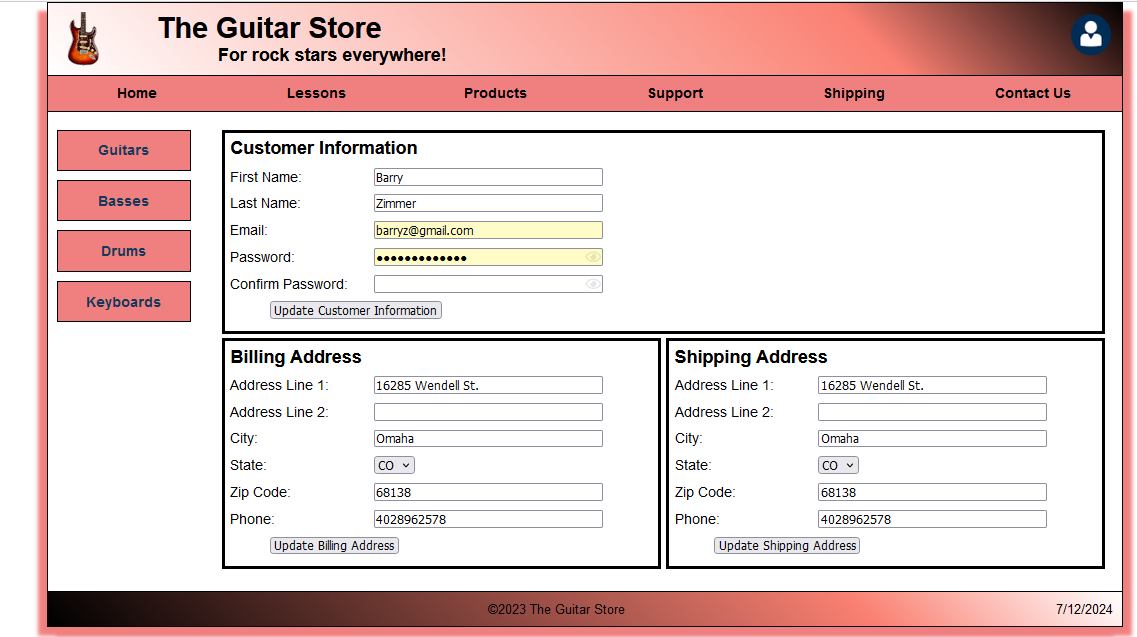 The Guitar Store
For rock stars everywhere!
Home Lessons Products Support Shipping Contact Us
Guitars
Basses
Drums
Keyboards
Customer Information
First Name: Barry
Last Name: Zimmer
Email: barryz@gmail.com
Password: ●●●●●●●●●●●●●
Confirm Password:
Update Customer Information
Billing Address
Address Line 1: 16285 Wendell St.
Address Line 2:
City: Omaha
State: CO
Zip Code: 68138
Phone: 4028962578
Update Billing Address
Shipping Address
Address Line 1: 16285 Wendell St.
Address Line 2:
City: Omaha
State: CO
Zip Code: 68138
Phone: 4028962578
Update Shipping Address
©2023 The Guitar Store
7/12/2024